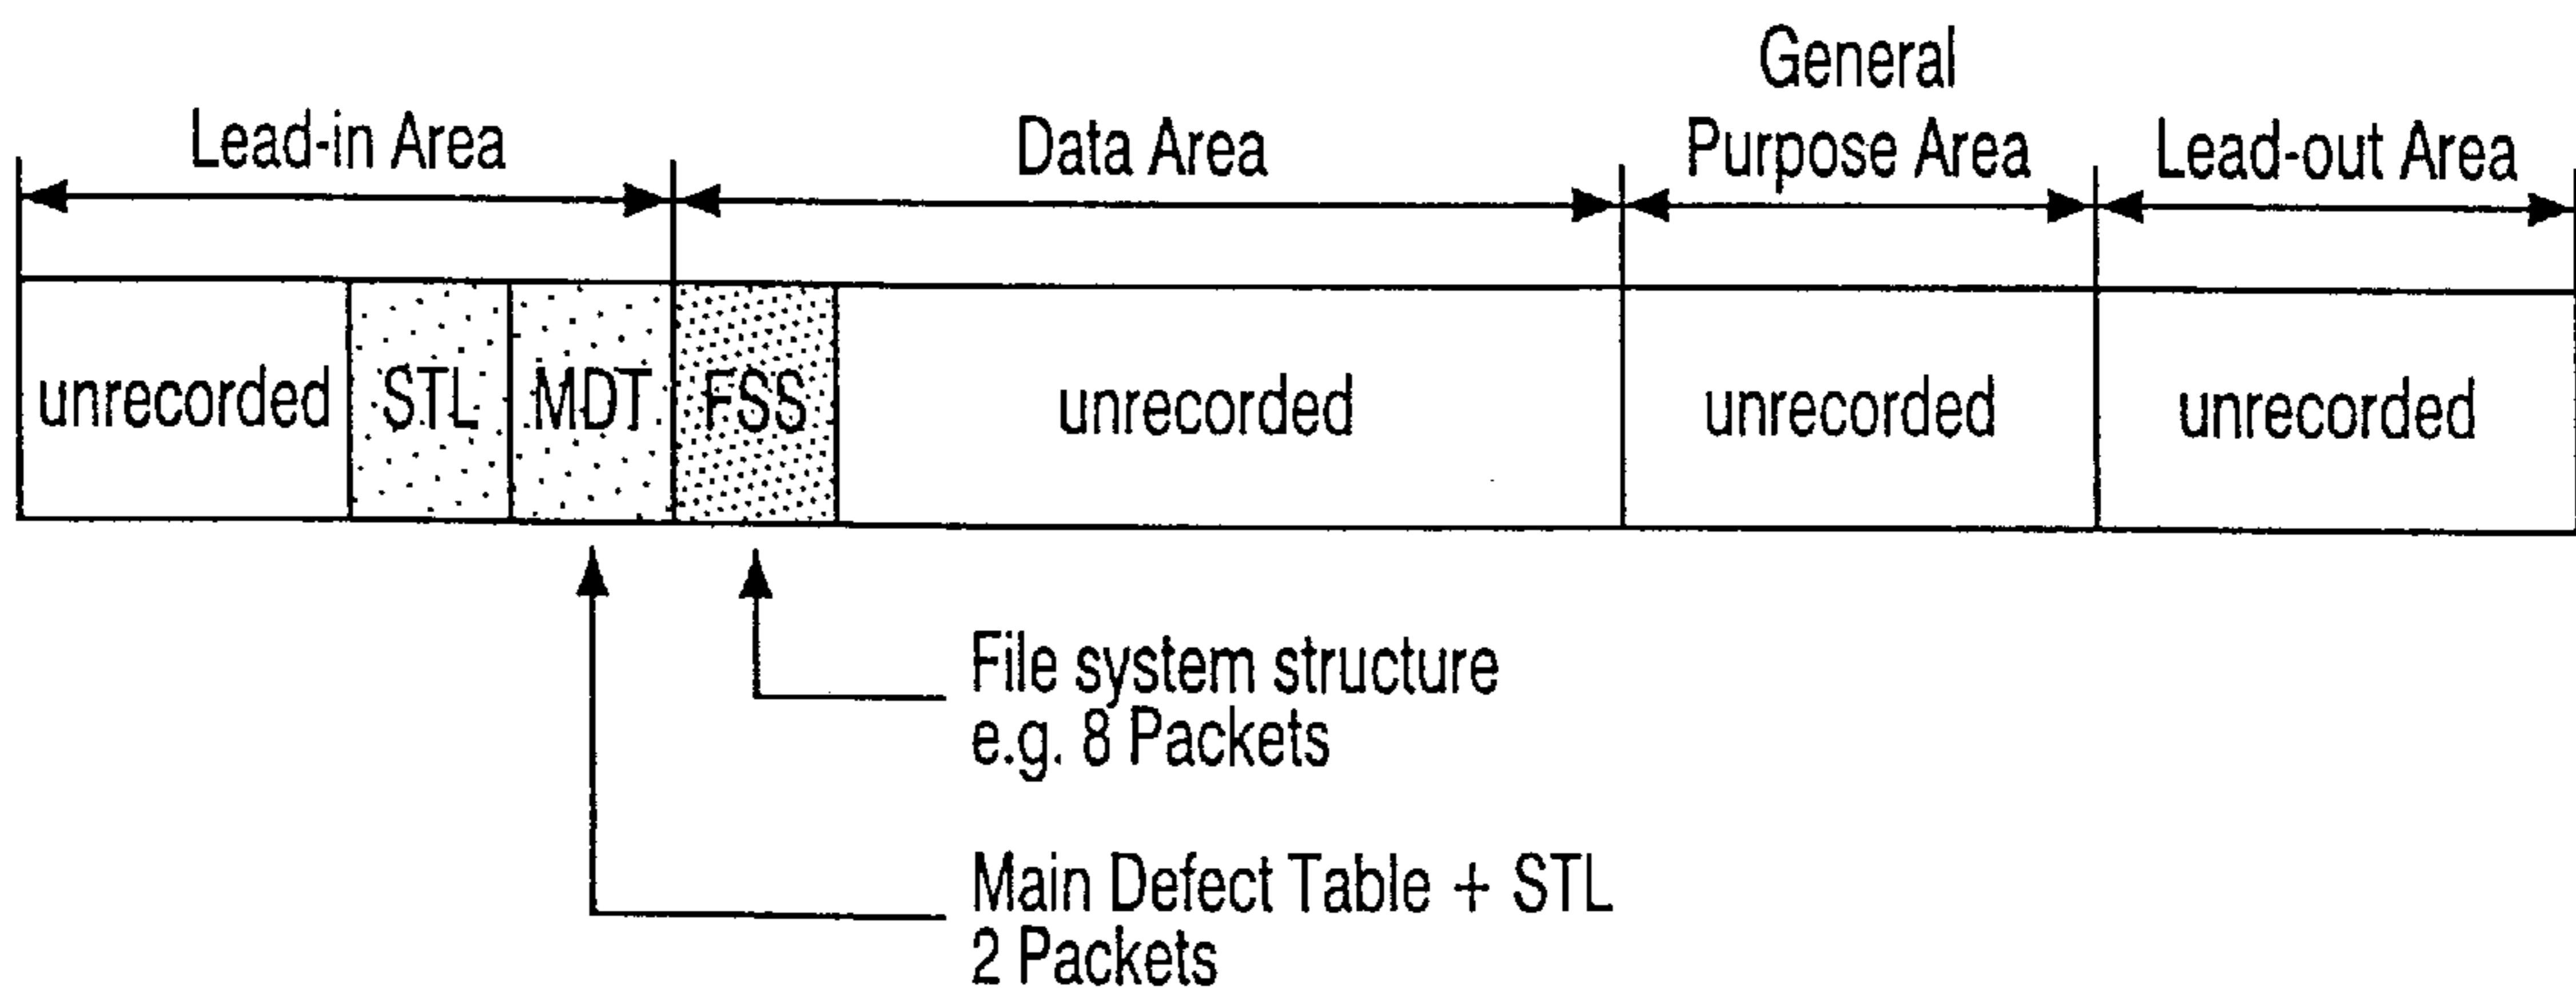 General
Lead-in Area Data Area Purpose Area Lead-out Area
unrecorded STL MDT FSS unrecorded unrecorded unrecorded
File system structure
e.g. 8 Packets
Main Defect Table + STL
2 Packets